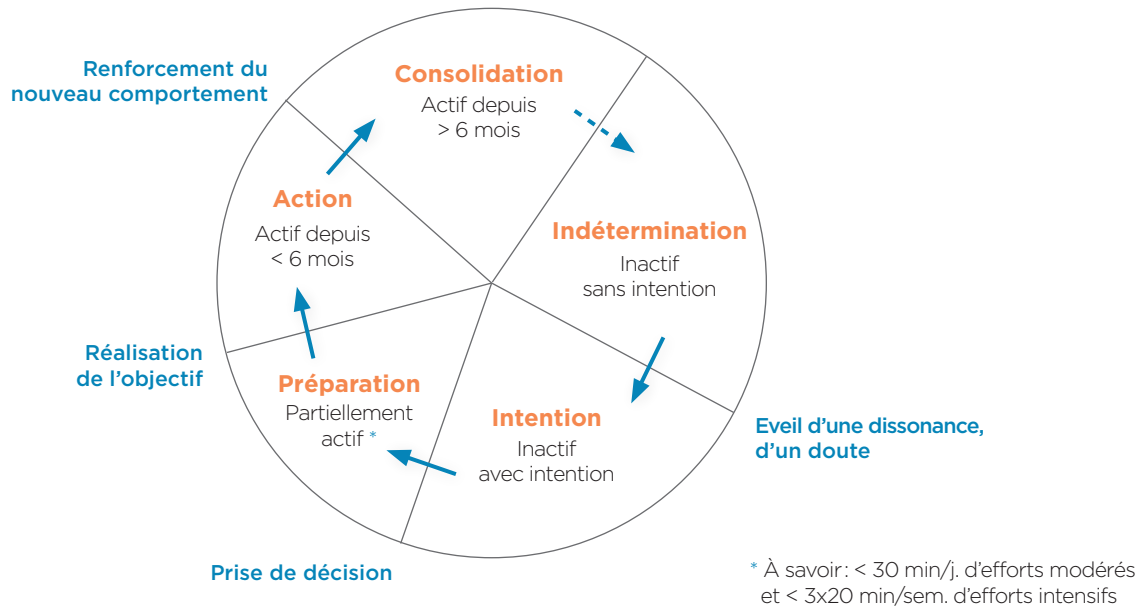 Renforcement du
nouveau comportement
Consolidation
Actif depuis
> 6 mois
Action
Actif depuis
< 6 mois
Indétermination
Inactif
sans intention
Réalisation
de l’objectif
Préparation
Partiellement
actif *
Intention
Inactif
avec intention
Eveil d’une dissonance,
d’un doute
Prise de décision
* À savoir : < 30 min/j. d’efforts modérés
et < 3x20 min/sem. d’efforts intensifs